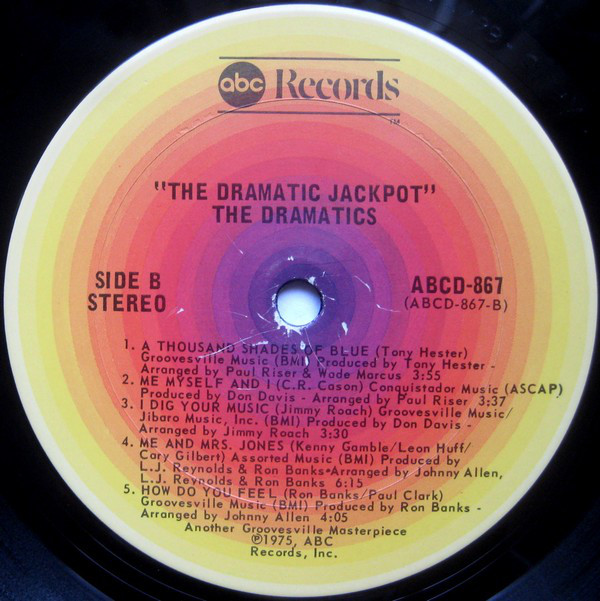 abc Records
TM
"THE DRAMATIC JACKPOT"
THE DRAMATICS
SIDE B
STEREO
ABCD-867
(ABCD-867-B)
1. A THOUSAND SHADES OF BLUE (Tony Hester)
Groovesville Music (BMI) Produced by Tony Hester -
Arranged by Paul Riser & Wade Marcus 3:55
2. ME MYSELF AND I (C.R. Cason) Conquistador Music (ASCAP)
Produced by Don Davis - Arranged by Paul Riser 3:37
3. I DIG YOUR MUSIC (Jimmy Roach) Groovesville Music/
Jibaro Music, Inc. (BMI) Produced by Don Davis -
Arranged by Jimmy Roach 3:30
4. ME AND MRS. JONES (Kenny Gamble/Leon Huff/
Cary Gilbert) Assorted Music (BMI) Produced by
L.J. Reynolds & Ron Banks•Arranged by Johnny Allen,
L.J. Reynolds & Ron Banks 6:15
5. HOW DO YOU FEEL (Ron Banks/Paul Clark)
Groovesville Music (BMI) Produced by Ron Banks -
Arranged by Johnny Allen 4:05
Another Groovesville Masterpiece
℗1975, ABC
Records, Inc.